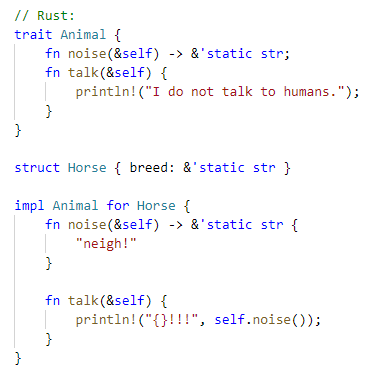 // Rust:
trait Animal {
    fn noise(&self) -> &'static str;
    fn talk(&self) {
        println!("I do not talk to humans.");
    }
}

struct Horse { breed: &'static str }

impl Animal for Horse {
    fn noise(&self) -> &'static str {
        "neigh!"
    }

    fn talk(&self) {
        println!("{}!!!", self.noise());
    }
}